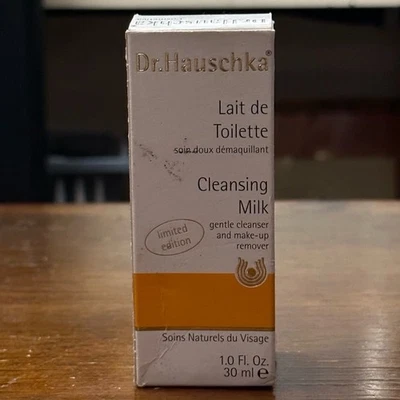 Dr.Hauschka
Lait de
Toilette
soin doux démaquillant
Cleansing
Milk
gentle cleanser
and make-up
remover
limited
edition
Soins Naturels du Visage
1.0 Fl. Oz.
30 ml ℮